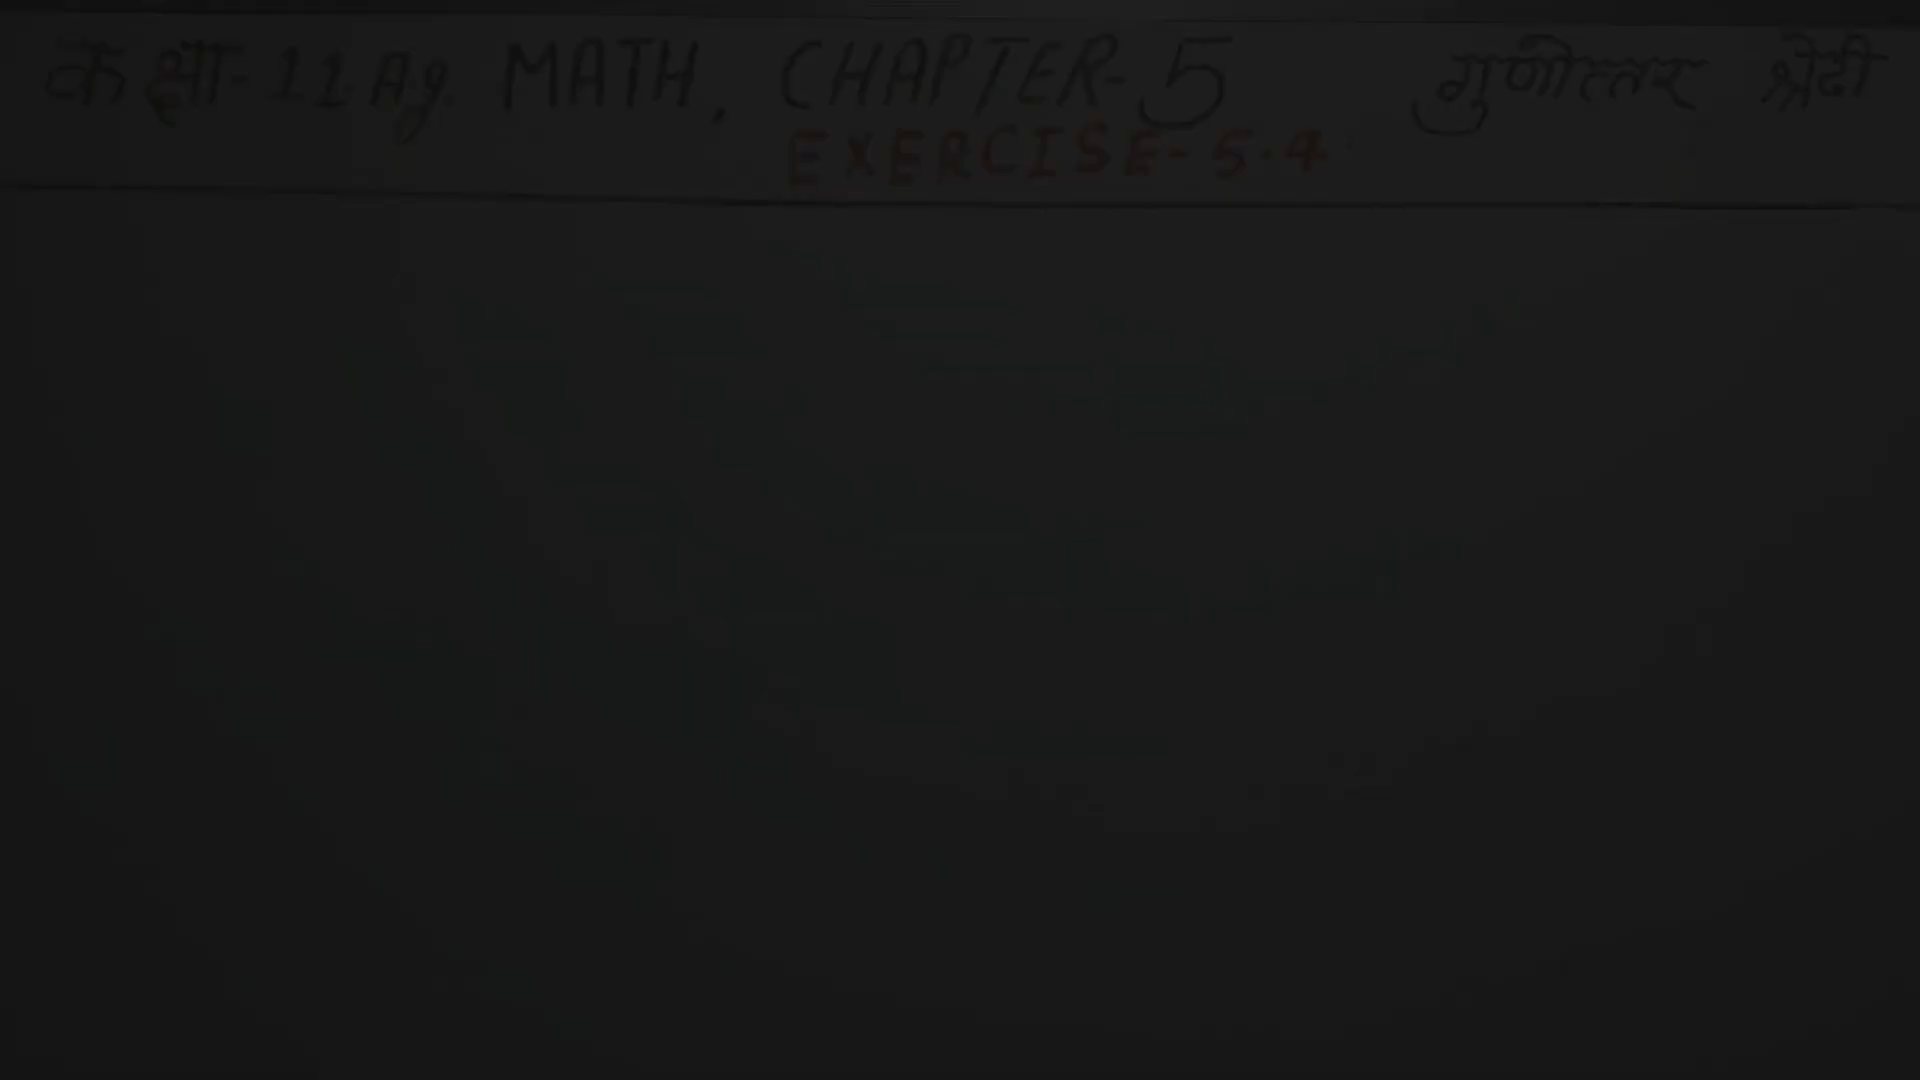 कक्षा-11 Ag. MATH, CHAPTER-5 गुणोत्तर श्रेढी
EXERCISE-5.4